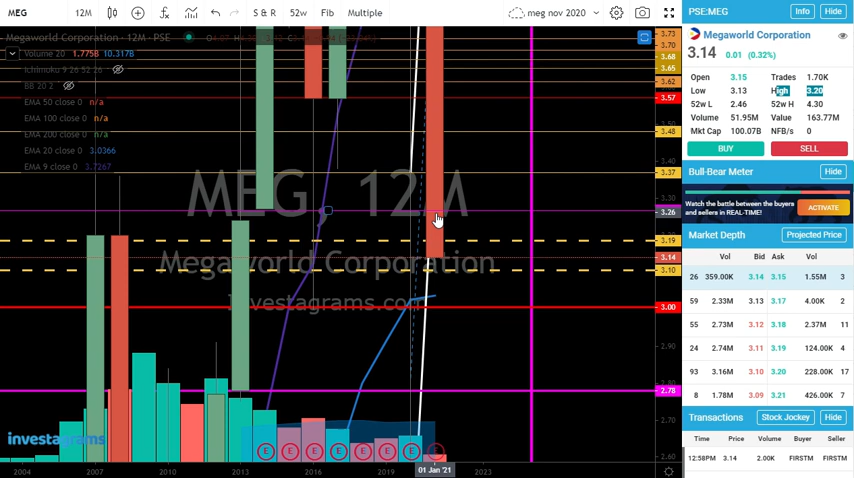 MEG 12M S & R 52w Fib Multiple meg nov 2020
Megaworld Corporation • 12M • PSE
Volume 20 1.775B 10.317B
Ichimoku 9 26 52 26
BB 20 2
EMA 50 close 0 n/a
EMA 100 close 0 n/a
EMA 200 close 0 n/a
EMA 20 close 0 3.0366
EMA 9 close 0 3.7267
MEG, 12M
Megaworld Corporation
Investagrams.com
investagrams
3.73
3.70
3.68
3.65
3.62
3.57
3.48
3.40
3.37
3.30
3.26
3.19
3.14
3.10
3.00
2.90
2.80
2.78
2.70
2.60
E E E E E E E E
2004 2007 2010 2013 2016 2019 01 Jan '21 2023
PSE:MEG Info Hide
Megaworld Corporation
3.14 0.01 (0.32%)
Open 3.15 Trades 1.70K
Low 3.13 High 3.20
52w L 2.46 52w H 4.30
Volume 51.95M Value 163.77M
Mkt Cap 100.07B NFB/s 0
BUY SELL
Bull-Bear Meter Hide
Watch the battle between the buyers
and sellers in REAL-TIME!
ACTIVATE
Market Depth Projected Price
Vol Bid Ask Vol
26 359.00K 3.14 3.15 1.55M 3
59 2.33M 3.13 3.17 4.00K 2
55 2.73M 3.12 3.18 2.37M 11
24 2.74M 3.11 3.19 124.00K 4
93 3.16M 3.10 3.20 228.00K 17
8 1.78M 3.09 3.21 426.00K 7
Transactions Stock Jockey Hide
Time Price Volume Buyer Seller
12:58PM 3.14 2.00K FIRSTM FIRSTM